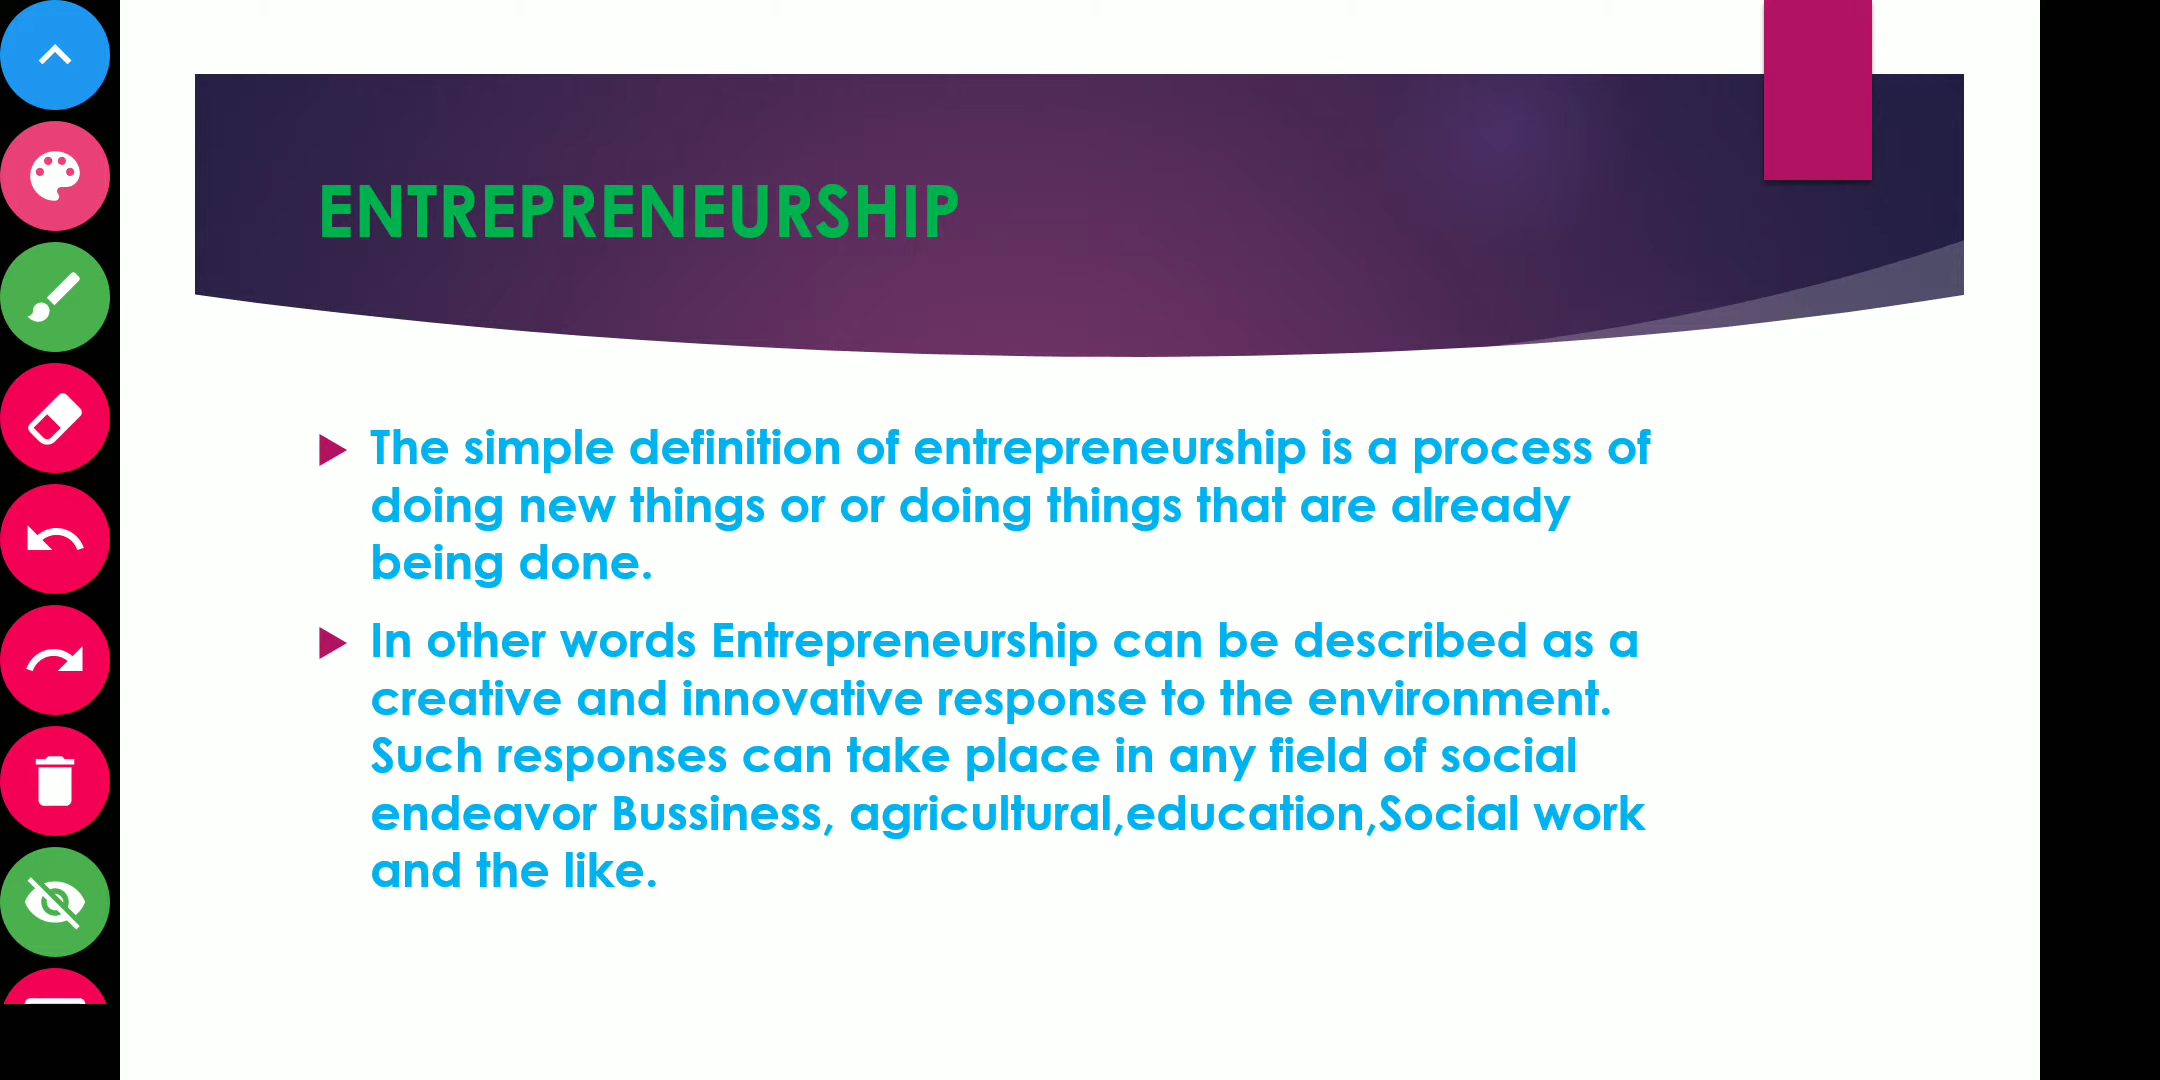 ENTREPRENEURSHIP
The simple definition of entrepreneurship is a process of
doing new things or or doing things that are already
being done.
In other words Entrepreneurship can be described as a
creative and innovative response to the environment.
Such responses can take place in any field of social
endeavor Bussiness, agricultural,education,Social work
and the like.